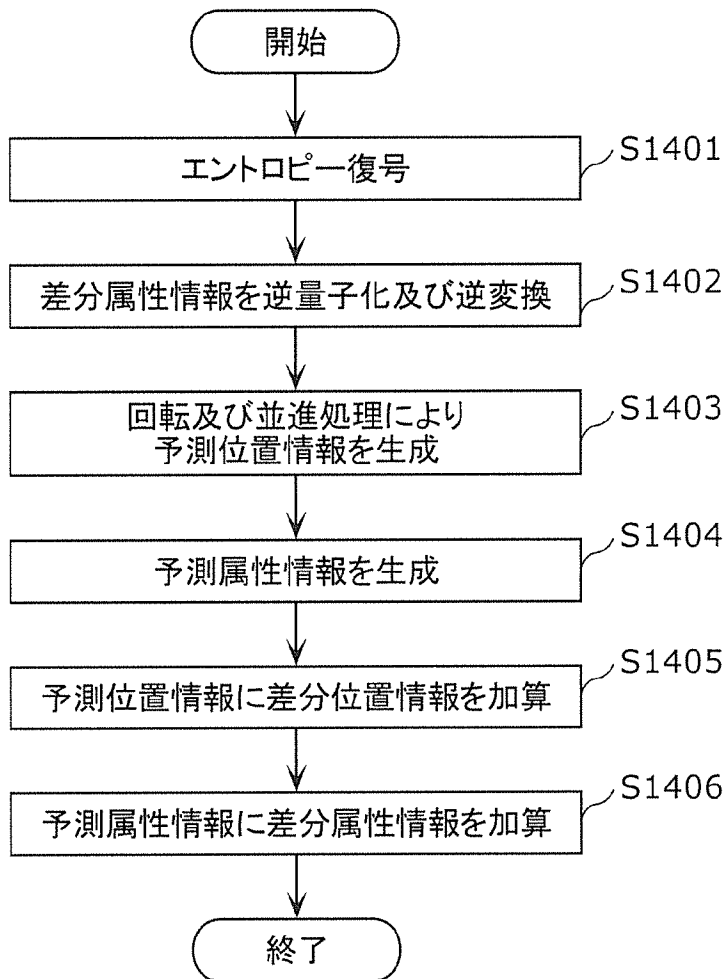 開始
エントロピー復号
S1401
差分属性情報を逆量子化及び逆変換
S1402
回転及び並進処理により
予測位置情報を生成
S1403
予測属性情報を生成
S1404
予測位置情報に差分位置情報を加算
S1405
予測属性情報に差分属性情報を加算
S1406
終了